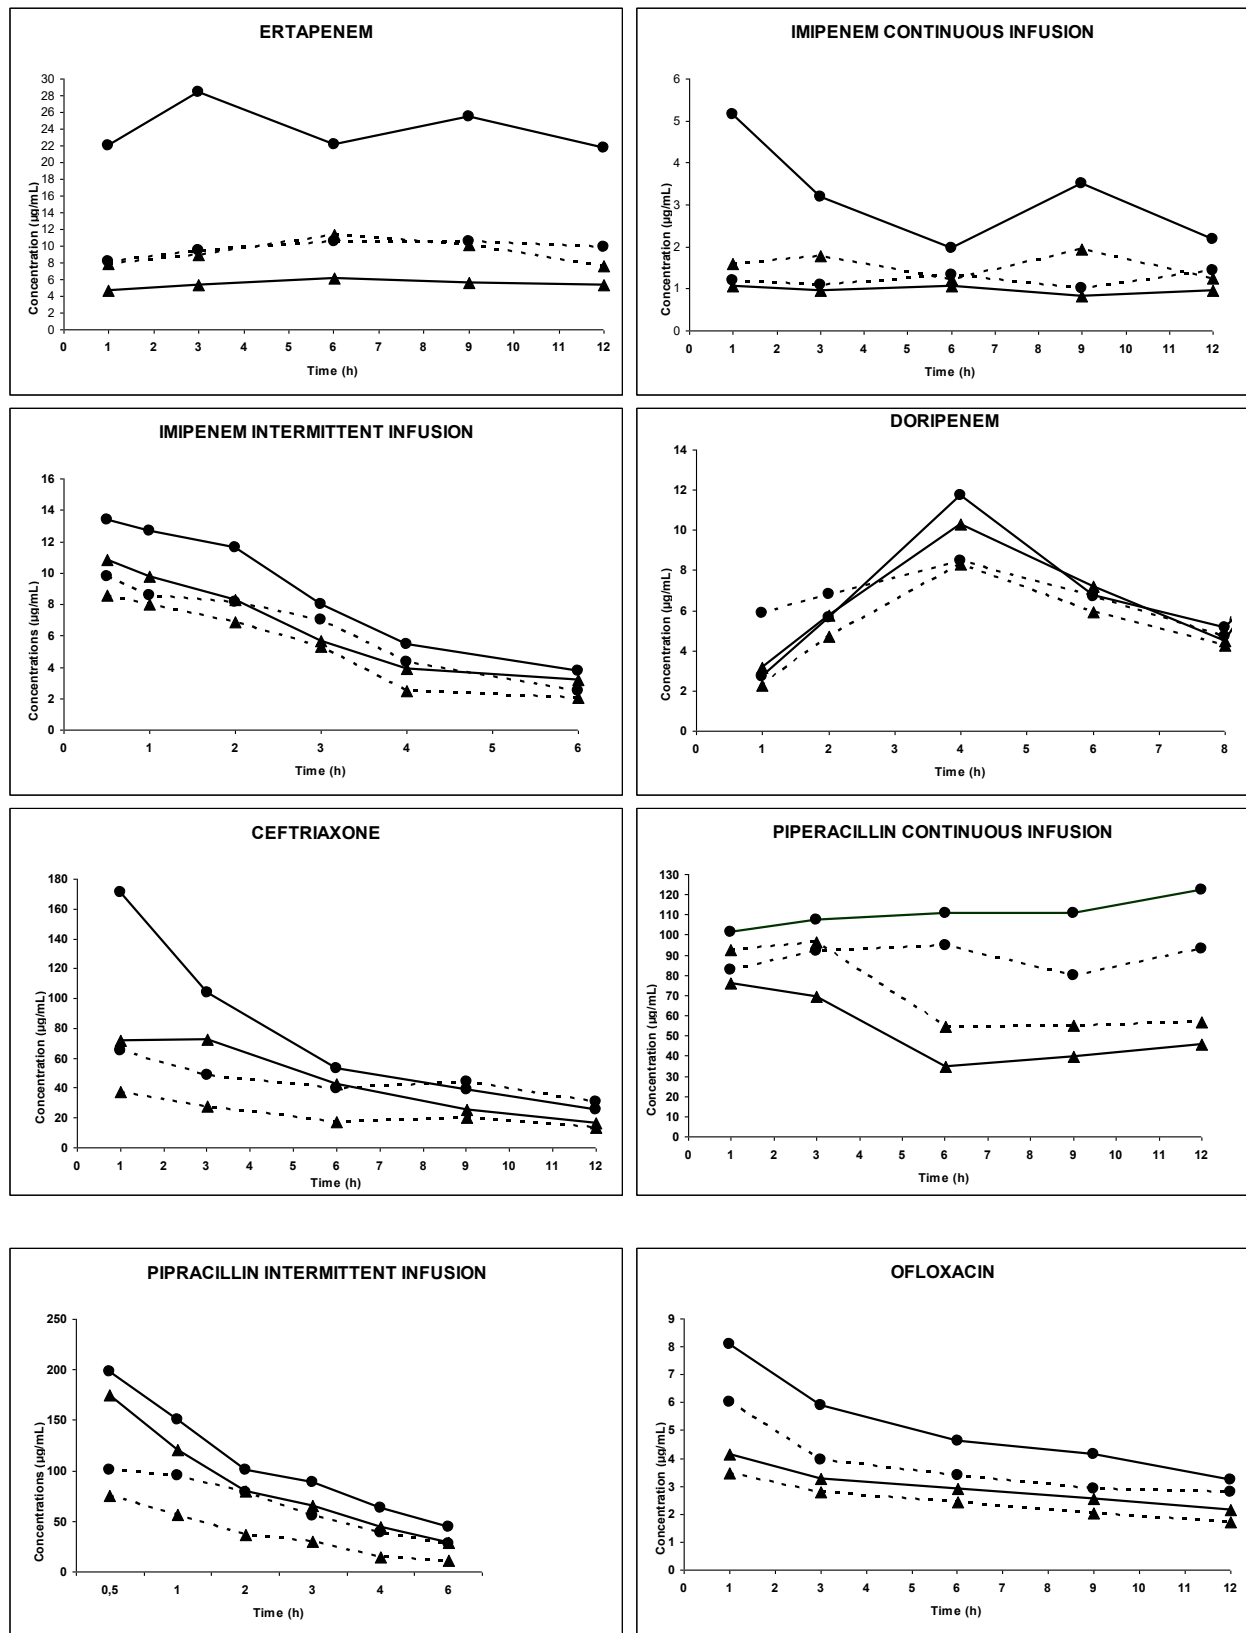 ERTAPENEM
Concentration (µg/mL)
30
28
26
24
22
20
18
16
14
12
10
8
6
4
2
0
0 1 2 3 4 5 6 7 8 9 10 11 12
Time (h)
IMIPENEM CONTINUOUS INFUSION
Concentration (µg/mL)
6
5
4
3
2
1
0
0 1 2 3 4 5 6 7 8 9 10 11 12
Time (h)
IMIPENEM INTERMITTENT INFUSION
Concentrations (µg/mL)
16
14
12
10
8
6
4
2
0
0 1 2 3 4 5 6
Time (h)
DORIPENEM
Concentration (µg/mL)
14
12
10
8
6
4
2
0
0 1 2 3 4 5 6 7 8
Time (h)
CEFTRIAXONE
Concentration (µg/mL)
180
160
140
120
100
80
60
40
20
0
0 1 2 3 4 5 6 7 8 9 10 11 12
Time (h)
PIPERACILLIN CONTINUOUS INFUSION
Concentration (µg/mL)
130
120
110
100
90
80
70
60
50
40
30
20
10
0
0 1 2 3 4 5 6 7 8 9 10 11 12
Time (h)
PIPRACILLIN INTERMITTENT INFUSION
Concentrations (µg/mL)
250
200
150
100
50
0
0,5 1 2 3 4 6
Time (h)
OFLOXACIN
Concentration (µg/mL)
9
8
7
6
5
4
3
2
1
0
0 1 2 3 4 5 6 7 8 9 10 11 12
Time (h)